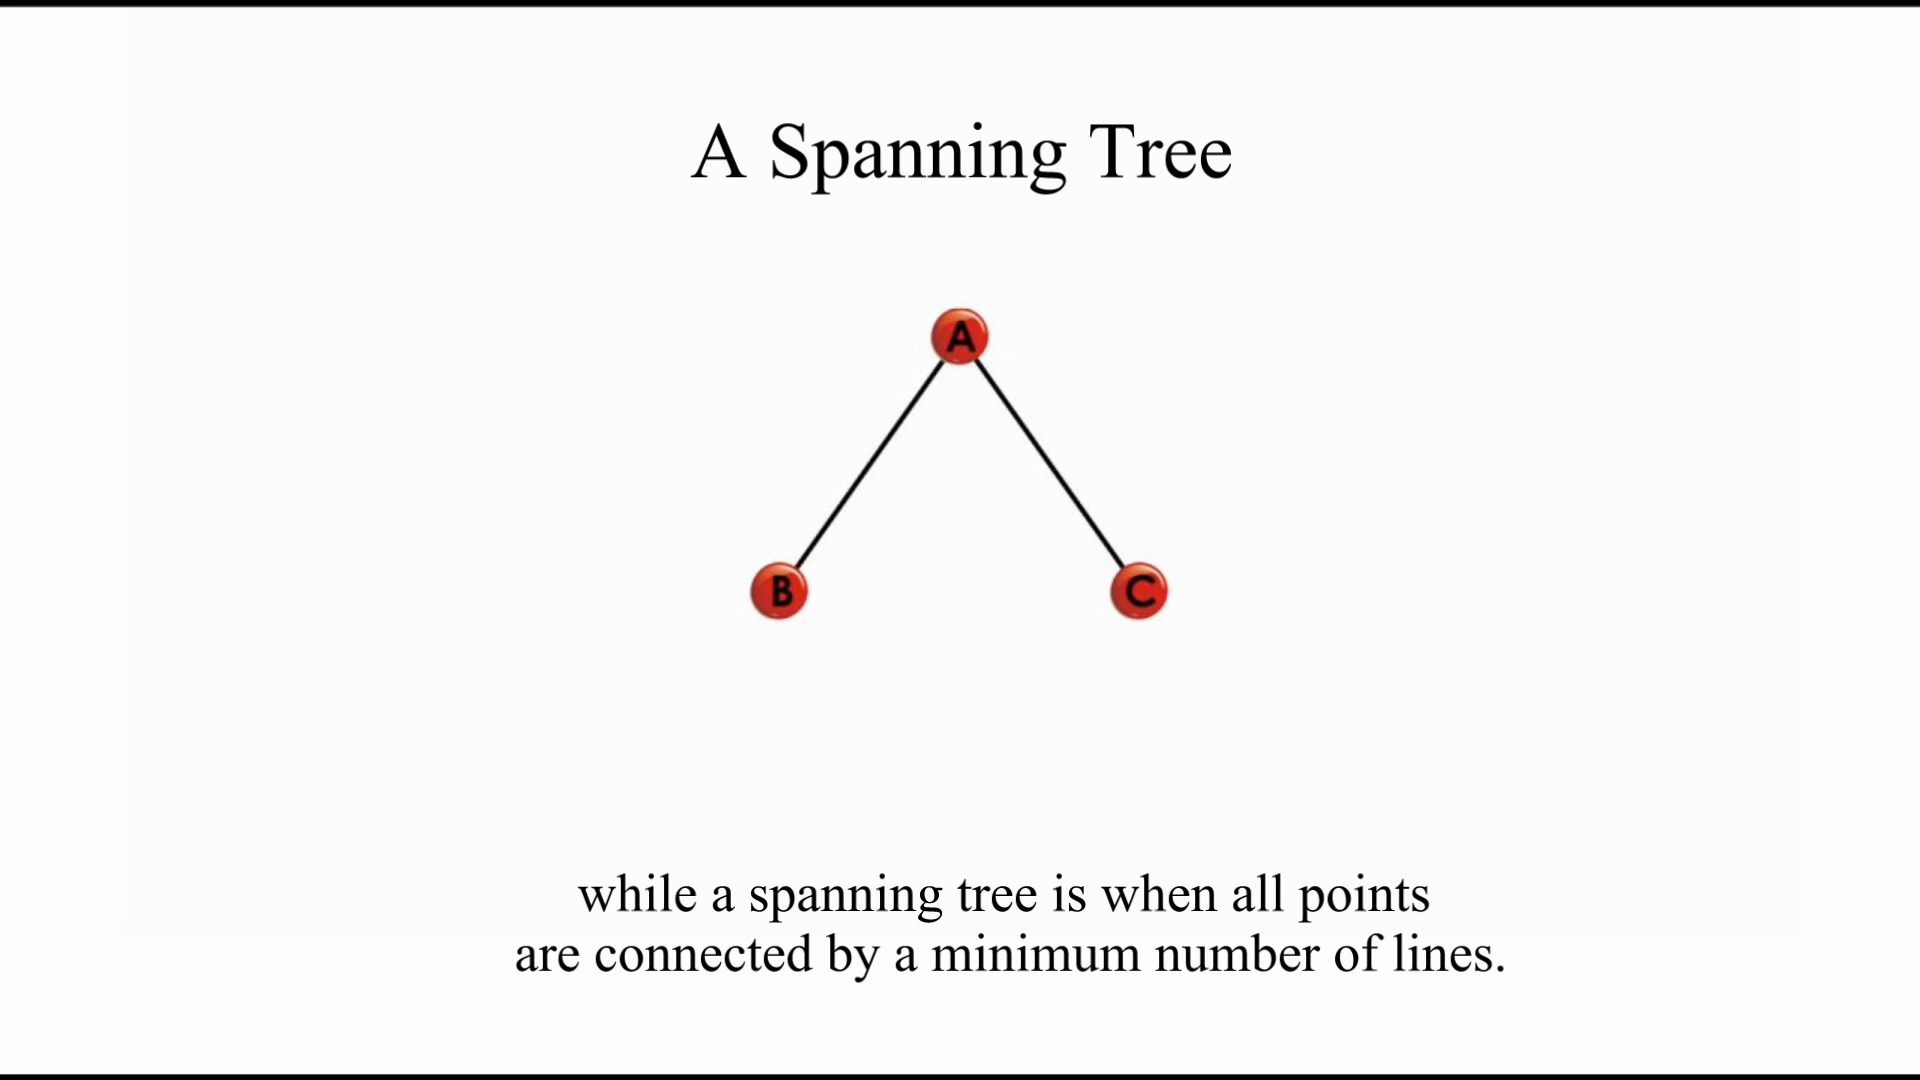 A Spanning Tree
A
B
C
while a spanning tree is when all points
are connected by a minimum number of lines.